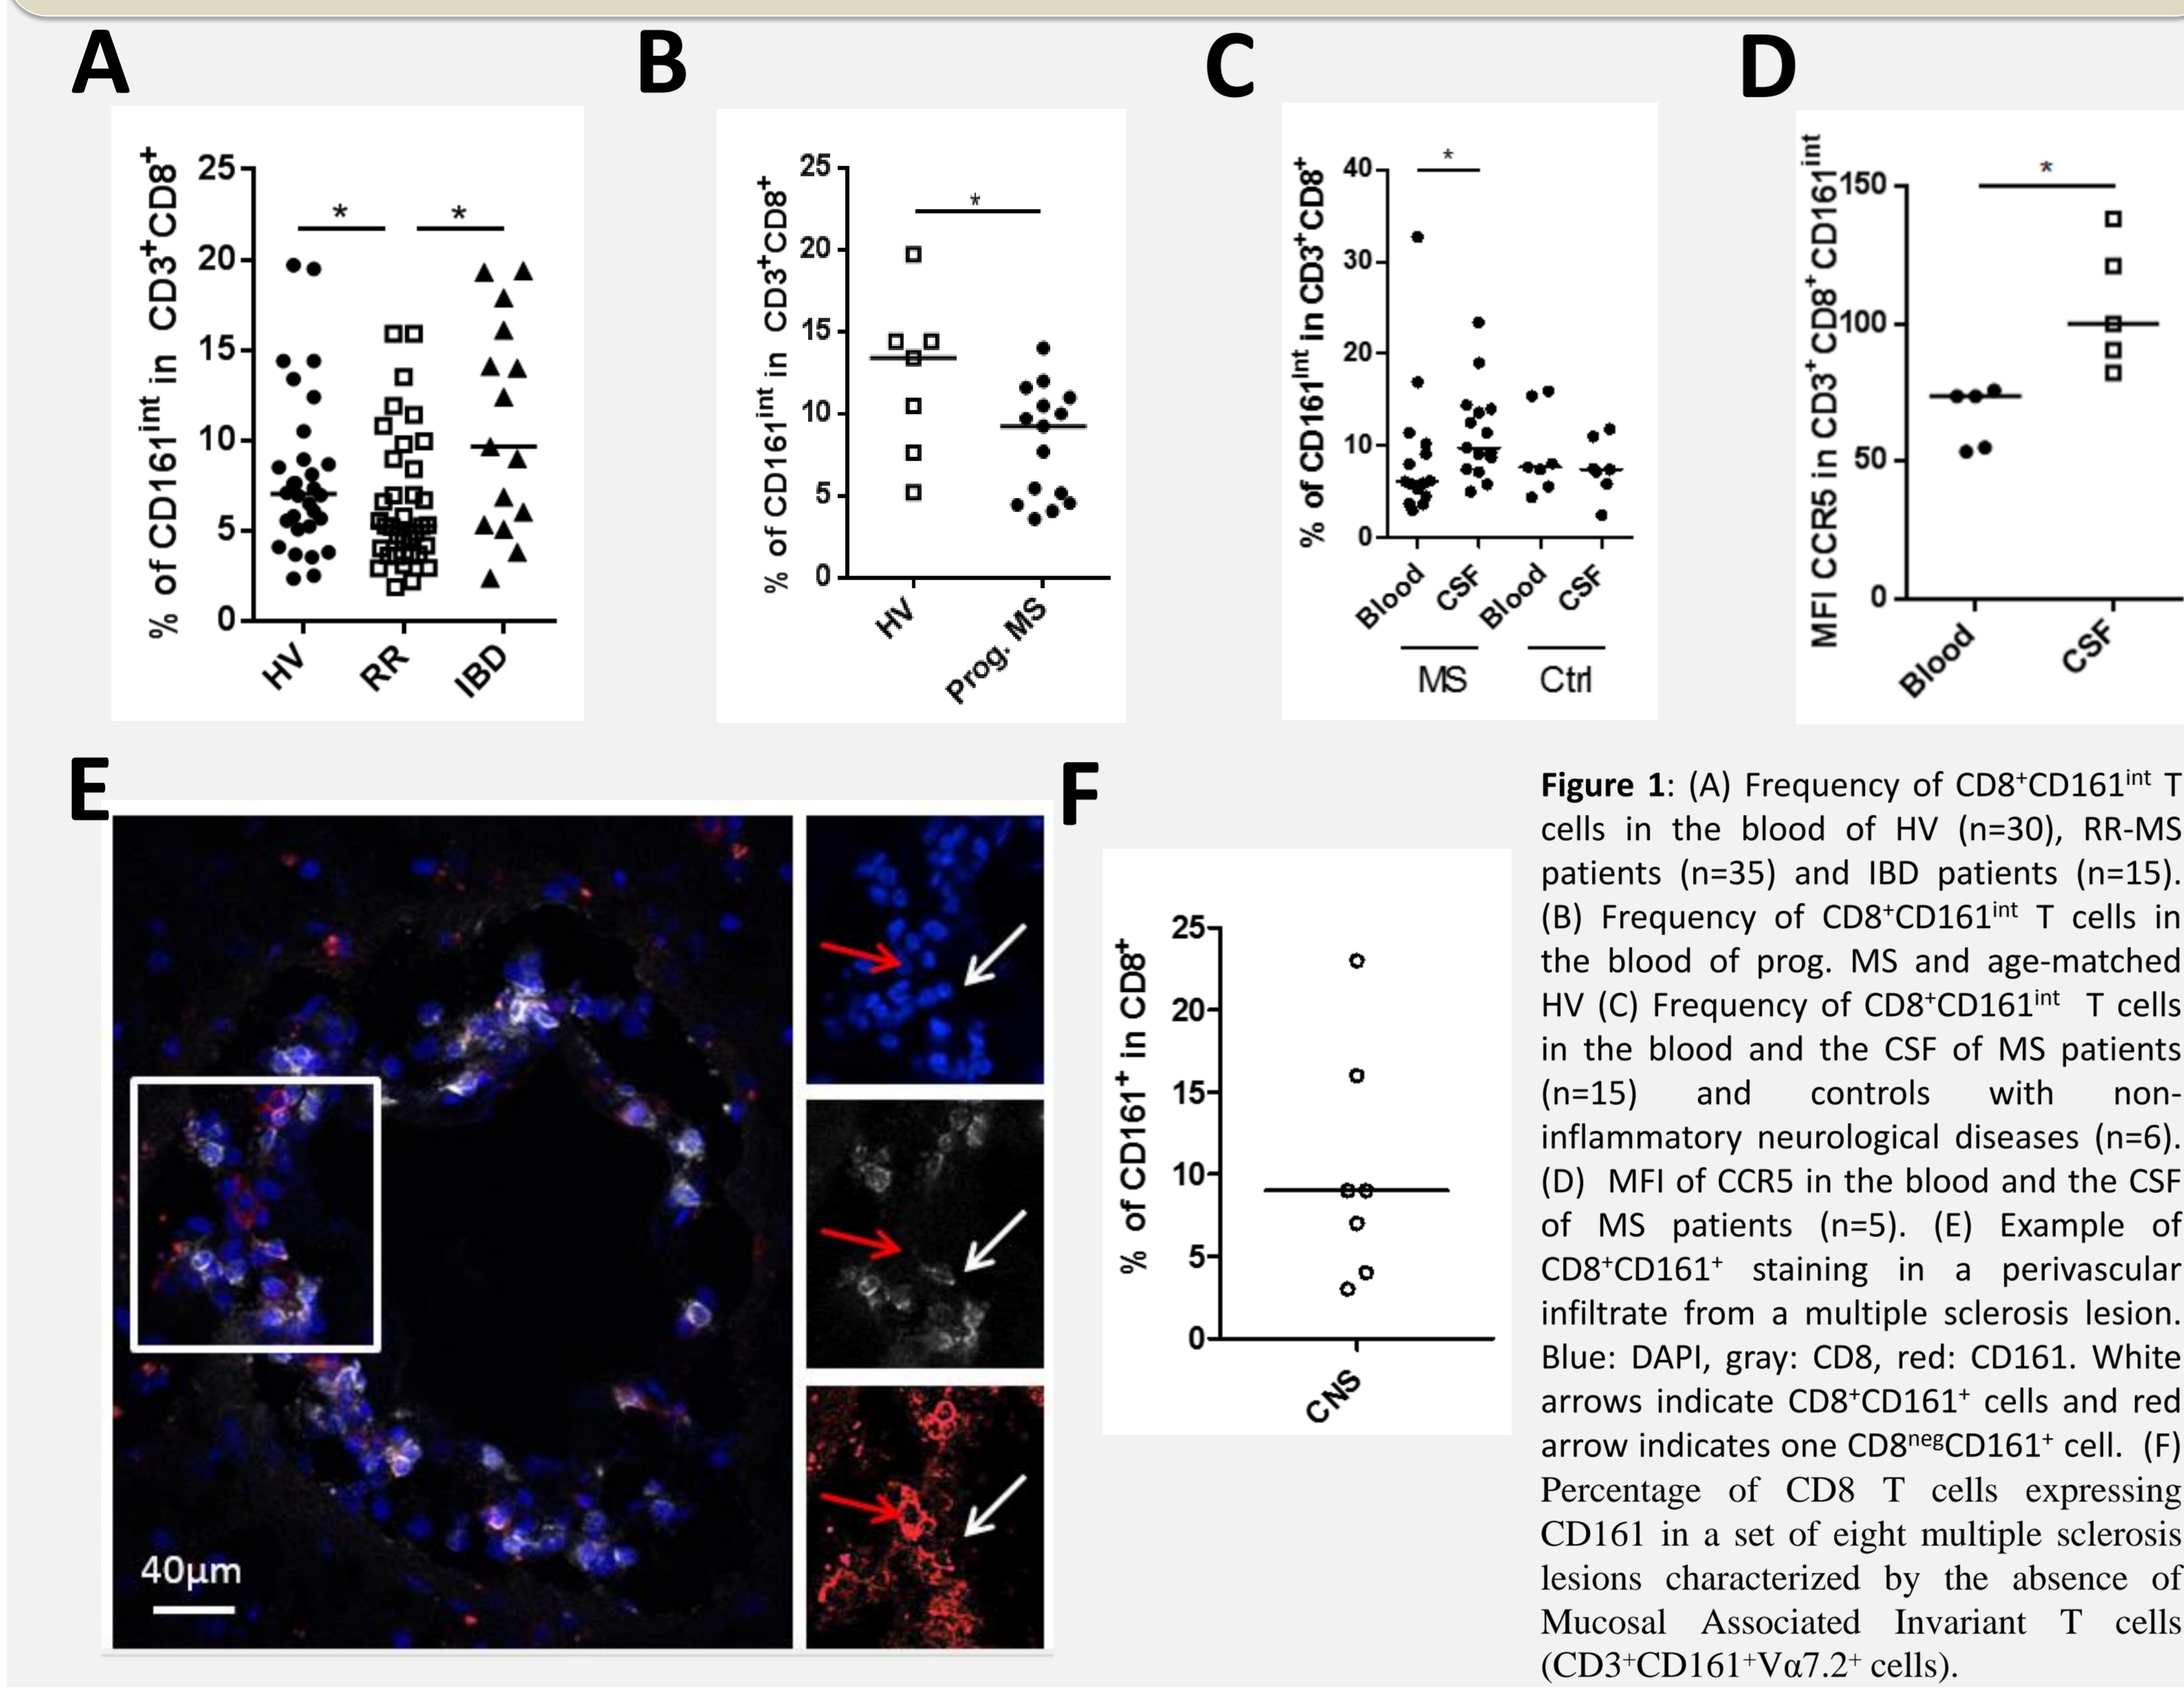 A
B
C
D
% of CD161int in CD3+CD8+
25
20
15
10
5
0
*
*
HV
RR
IBD
% of CD161int in CD3+CD8+
25
20
15
10
5
0
*
HV
Prog. MS
% of CD161int in CD3+CD8+
40
30
20
10
0
*
Blood
CSF
Blood
CSF
MS
Ctrl
MFI CCR5 in CD3+CD8+CD161int
150
100
50
0
*
Blood
CSF
E
40µm
F
% of CD161+ in CD8+
25
20
15
10
5
0
CNS
Figure 1: (A) Frequency of CD8+CD161int T
cells in the blood of HV (n=30), RR-MS
patients (n=35) and IBD patients (n=15).
(B) Frequency of CD8+CD161int T cells in
the blood of prog. MS and age-matched
HV (C) Frequency of CD8+CD161int T cells
in the blood and the CSF of MS patients
(n=15) and controls with non-
inflammatory neurological diseases (n=6).
(D) MFI of CCR5 in the blood and the CSF
of MS patients (n=5). (E) Example of
CD8+CD161+ staining in a perivascular
infiltrate from a multiple sclerosis lesion.
Blue: DAPI, gray: CD8, red: CD161. White
arrows indicate CD8+CD161+ cells and red
arrow indicates one CD8negCD161+ cell. (F)
Percentage of CD8 T cells expressing
CD161 in a set of eight multiple sclerosis
lesions characterized by the absence of
Mucosal Associated Invariant T cells
(CD3+CD161+Vα7.2+ cells).